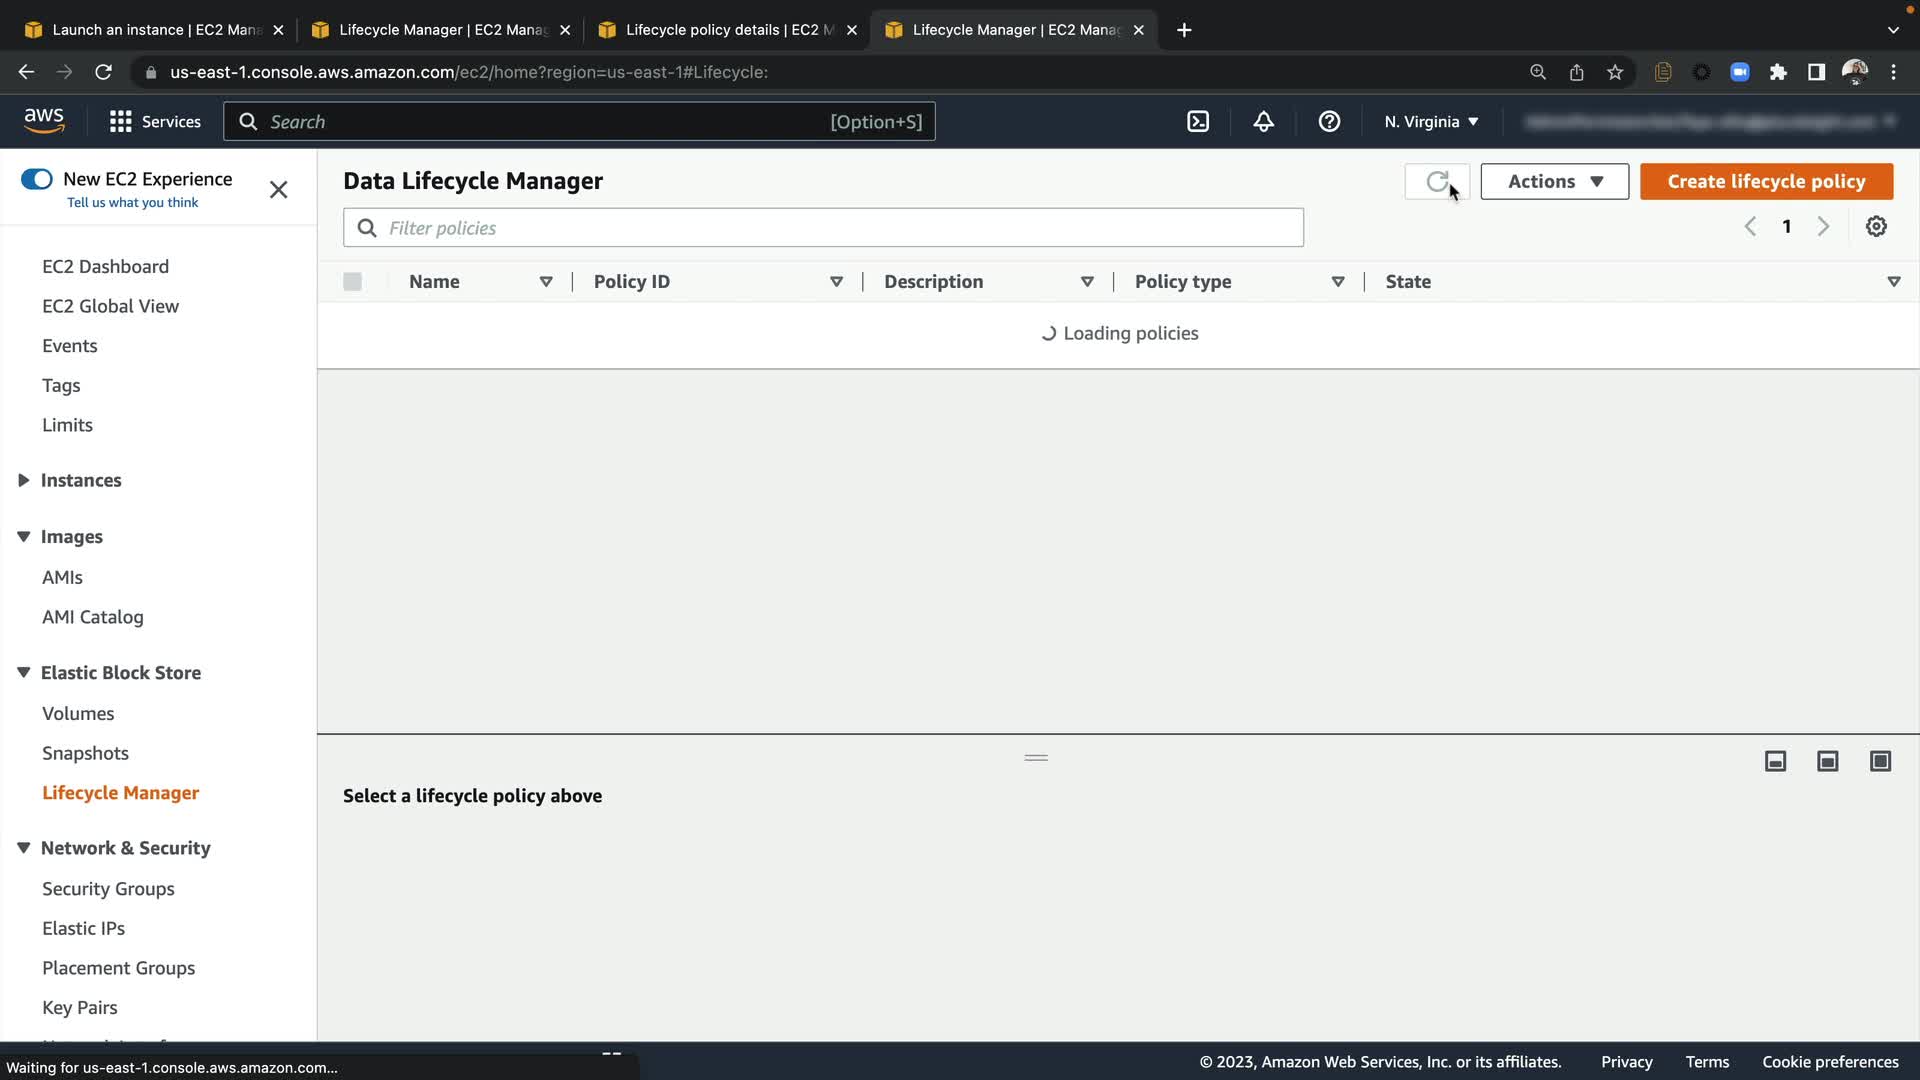 Launch an instance | EC2 Mana
Lifecycle Manager | EC2 Manag
Lifecycle policy details | EC2 M
Lifecycle Manager | EC2 Manag
us-east-1.console.aws.amazon.com/ec2/home?region=us-east-1#Lifecycle:
aws
Services
Search
[Option+S]
N. Virginia
New EC2 Experience
Tell us what you think
EC2 Dashboard
EC2 Global View
Events
Tags
Limits
Instances
Images
AMIs
AMI Catalog
Elastic Block Store
Volumes
Snapshots
Lifecycle Manager
Network & Security
Security Groups
Elastic IPs
Placement Groups
Key Pairs
Data Lifecycle Manager
Actions
Create lifecycle policy
Filter policies
1
Name
Policy ID
Description
Policy type
State
Loading policies
Select a lifecycle policy above
Waiting for us-east-1.console.aws.amazon.com...
© 2023, Amazon Web Services, Inc. or its affiliates.
Privacy
Terms
Cookie preferences